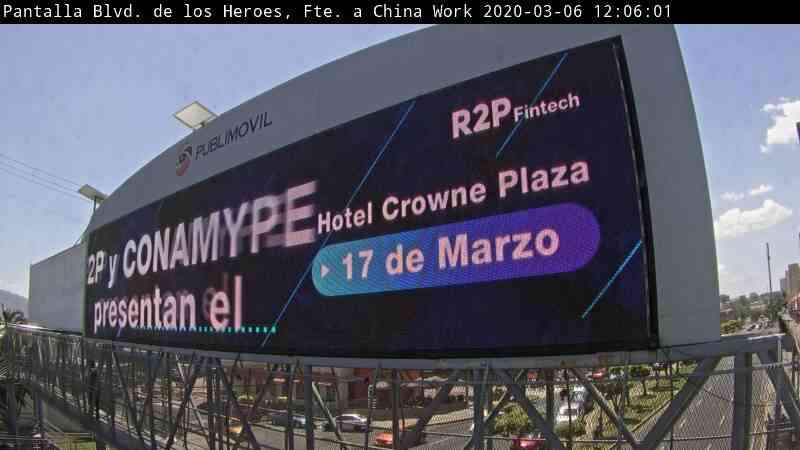 Pantalla Blvd. de los Heroes, Fte. a China Work 2020-03-06 12:06:01
PUBLIMOVIL
R2P Fintech
2P y CONAMYPE
presentan el
Hotel Crowne Plaza
17 de Marzo